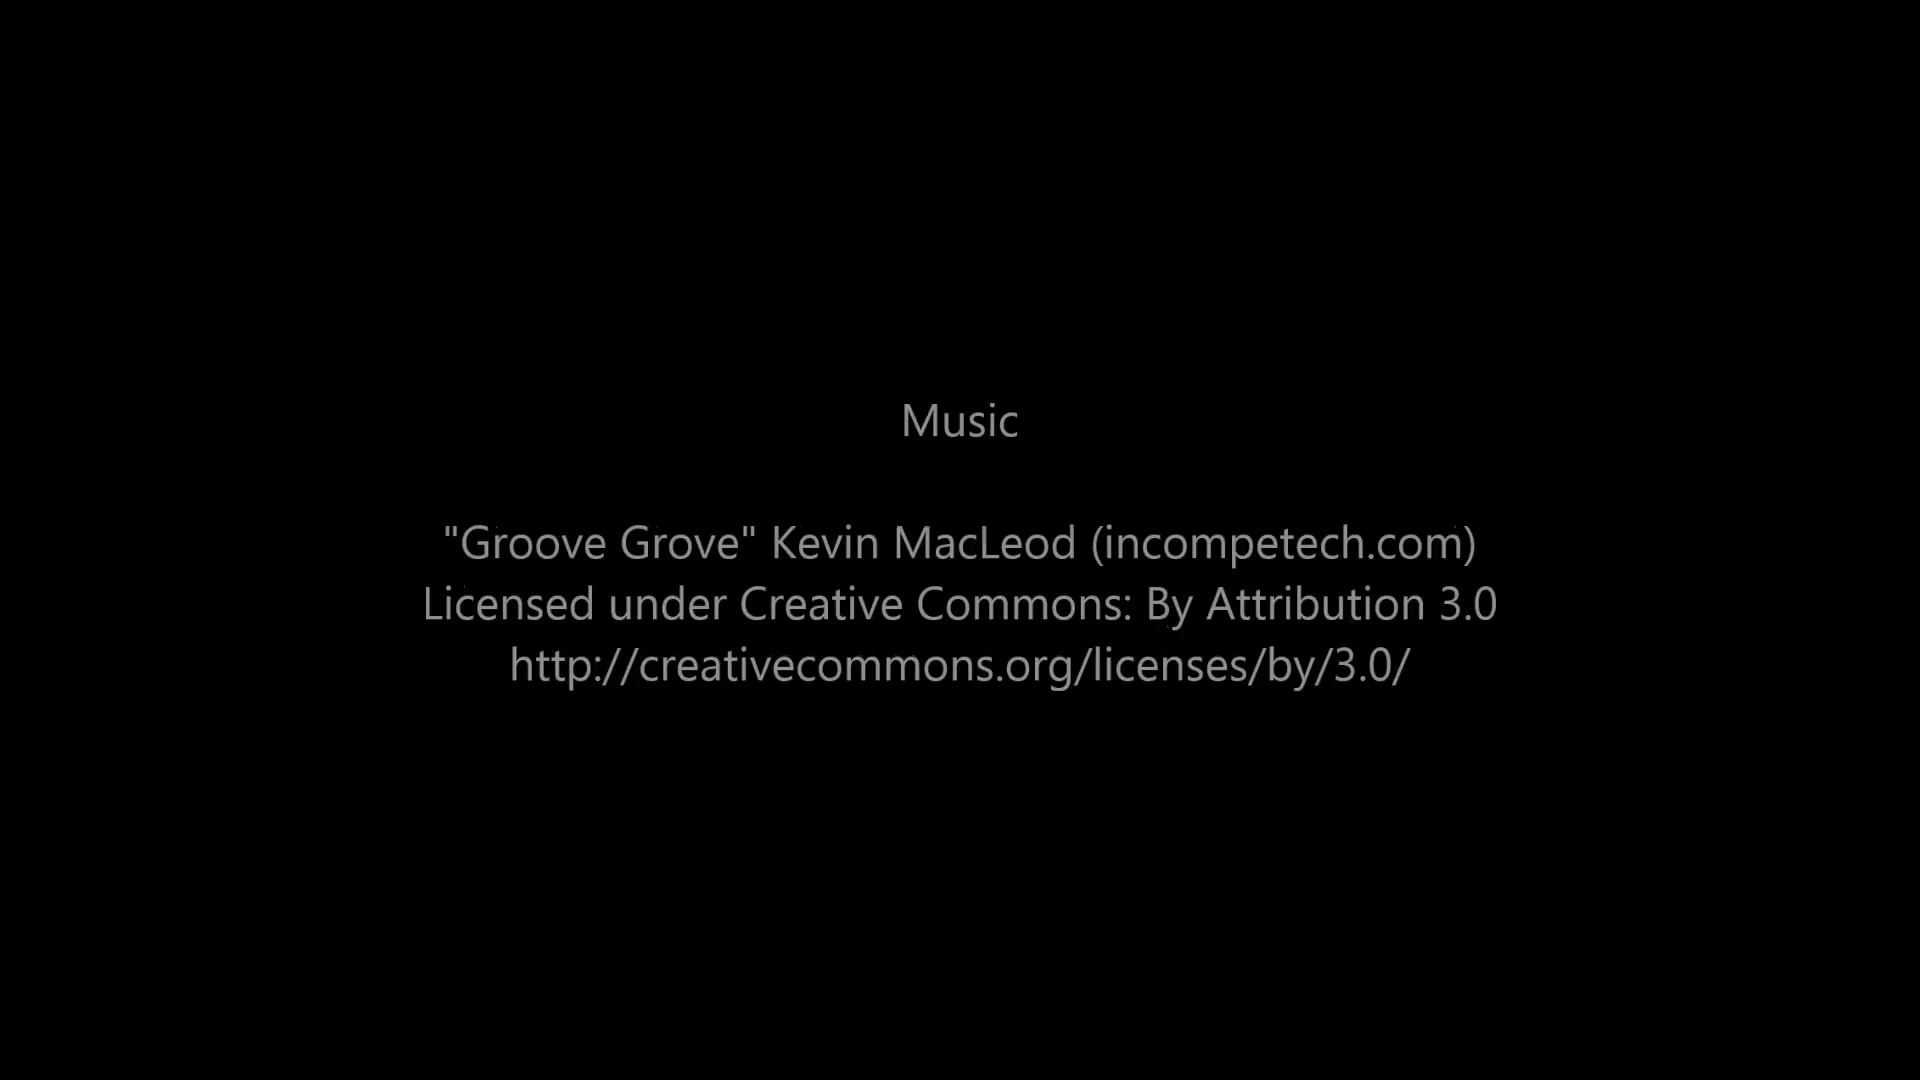 Music
"Groove Grove" Kevin MacLeod (incompetech.com)
Licensed under Creative Commons: By Attribution 3.0
http://creativecommons.org/licenses/by/3.0/